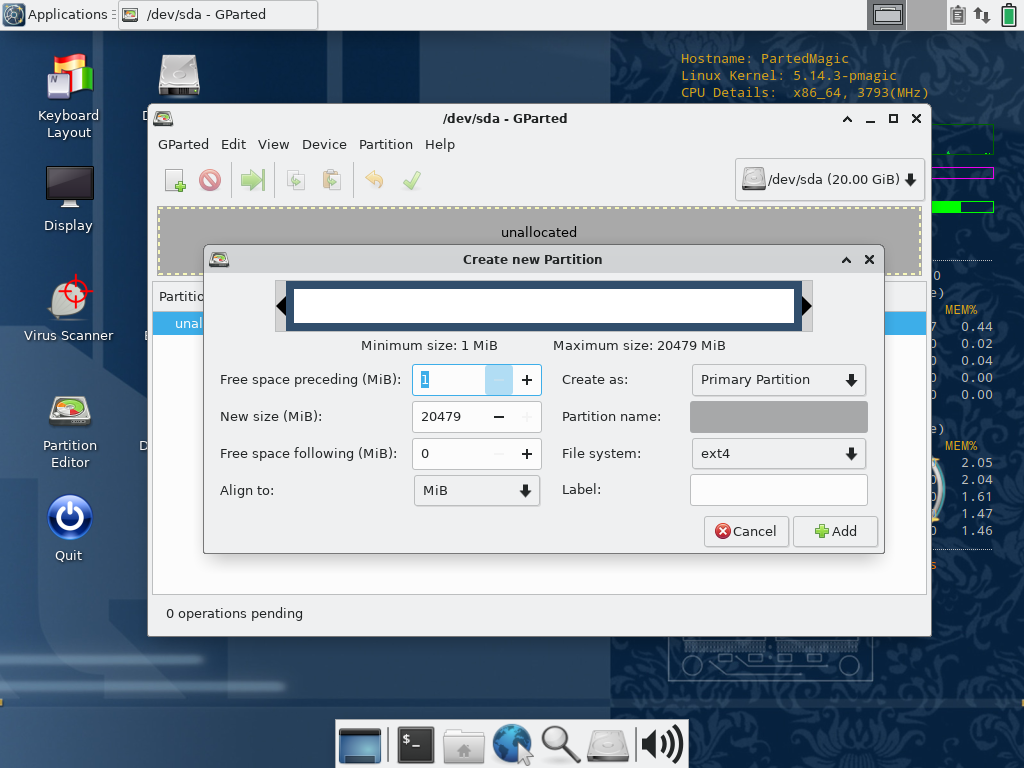 Applications
/dev/sda - GParted
Hostname: PartedMagic
Linux Kernel: 5.14.3-pmagic
CPU Details: x86_64, 3793(MHz)
Keyboard
Layout
Display
Virus Scanner
Partition
Editor
Quit
/dev/sda - GParted
GParted Edit View Device Partition Help
/dev/sda (20.00 GiB)
unallocated
Partitio
unal
Create new Partition
Minimum size: 1 MiB Maximum size: 20479 MiB
Free space preceding (MiB): 1 Create as: Primary Partition
New size (MiB): 20479 Partition name:
Free space following (MiB): 0 File system: ext4
Align to: MiB Label:
Cancel Add
0 operations pending
MEM%
0.44
0.02
0.04
0.00
0.00
MEM%
2.05
2.04
1.61
1.47
1.46